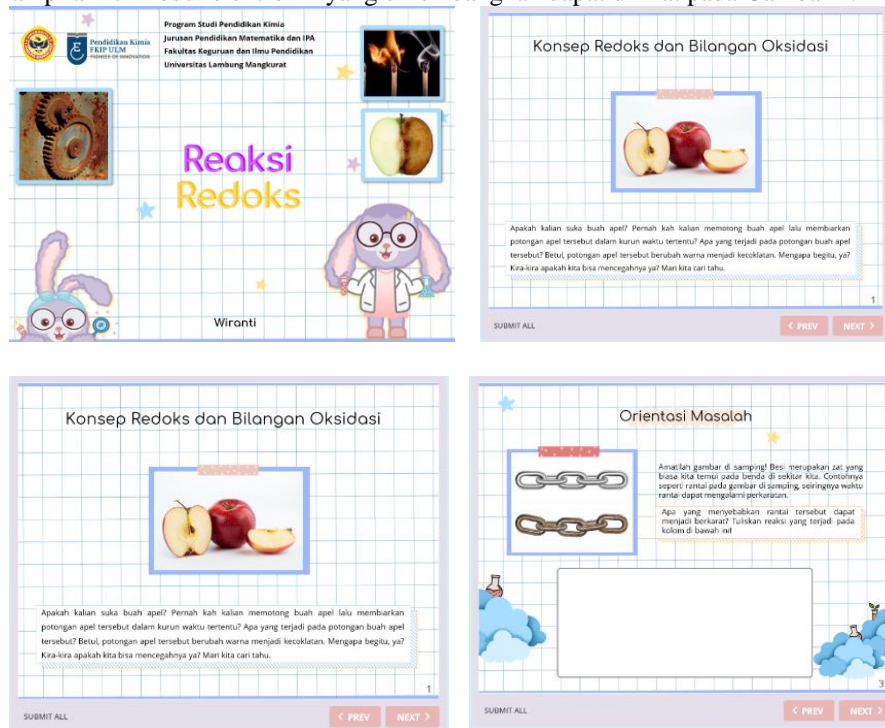 Program Studi Pendidikan Kimia
Jurusan Pendidikan Matematika dan IPA
Fakultas Keguruan dan Ilmu Pendidikan
Universitas Lambung Mangkurat
Pendidikan Kimia
FKIP ULM
PIONEER OF INNOVATION
Reaksi
Redoks
Wiranti
Konsep Redoks dan Bilangan Oksidasi
Apakah kalian suka buah apel? Pernah kah kalian memotong buah apel lalu membiarkan
potongan apel tersebut dalam kurun waktu tertentu? Apa yang terjadi pada potongan buah apel
tersebut? Betul, potongan apel tersebut berubah warna menjadi kecoklatan. Mengapa begitu, ya?
Kira-kira apakah kita bisa mencegahnya ya? Mari kita cari tahu.
1
SUBMIT ALL
< PREV
NEXT >
Konsep Redoks dan Bilangan Oksidasi
Apakah kalian suka buah apel? Pernah kah kalian memotong buah apel lalu membiarkan
potongan apel tersebut dalam kurun waktu tertentu? Apa yang terjadi pada potongan buah apel
tersebut? Betul, potongan apel tersebut berubah warna menjadi kecoklatan. Mengapa begitu, ya?
Kira-kira apakah kita bisa mencegahnya ya? Mari kita cari tahu.
1
SUBMIT ALL
< PREV
NEXT >
Orientasi Masalah
Amatilah gambar di samping! Besi merupakan zat yang
biasa kita temui pada benda di sekitar kita. Contohnya
seperti rantai pada gambar di samping, seiringnya waktu
rantai dapat mengalami perkaratan.
Apa yang menyebabkan rantai tersebut dapat
menjadi berkarat? Tuliskan reaksi yang terjadi pada
kolom di bawah ini!
3
SUBMIT ALL
< PREV
NEXT >